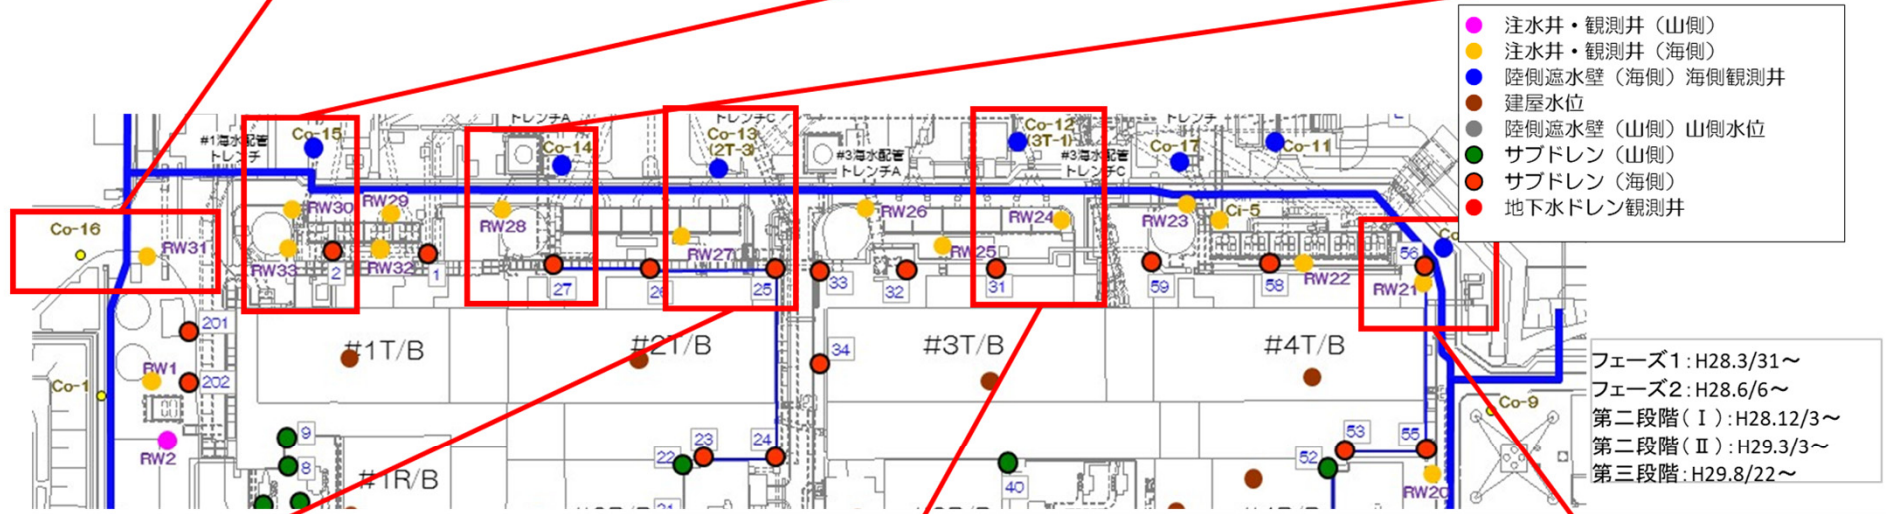 注水井・観測井（山側）
注水井・観測井（海側）
陸側遮水壁（海側）海側観測井
建屋水位
陸側遮水壁（山側）山側水位
サブドレン（山側）
サブドレン（海側）
地下水ドレン観測井
トレンチA
トレンチC
トレンチ
#1海水配管
トレンチ
Co-15
Co-14
Co-13
(2T-3)
#3海水配管
トレンチA
Co-12
(3T-1)
#3海水配管
トレンチC
Co-17
Co-11
Co-16
RW31
RW30
RW29
RW28
RW27
RW26
RW25
RW24
RW23
Ci-5
RW22
RW21
56
RW33
2
RW32
1
27
26
25
33
32
31
59
58
201
202
RW1
Co-1
RW2
#1T/B
#2T/B
34
#3T/B
#4T/B
フェーズ1：H28.3/31～
フェーズ2：H28.6/6～
第二段階（Ⅰ）：H28.12/3～
第二段階（Ⅱ）：H29.3/3～
第三段階：H29.8/22～
Co-9
9
8
#1R/B
22
23
24
21
40
52
53
55
RW20